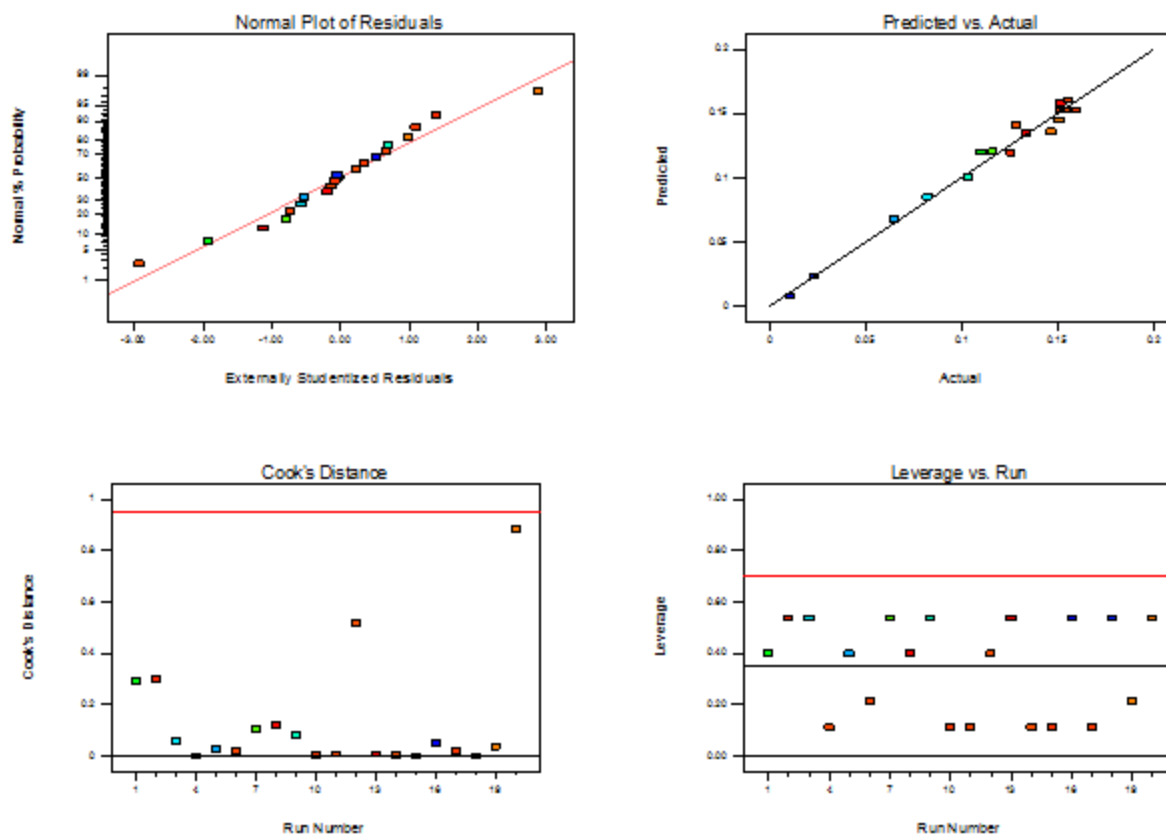 Normal Plot of Residuals
Normal % Probability
99
95
90
80
70
50
30
20
10
5
1
-3.00 -2.00 -1.00 0.00 1.00 2.00 3.00
Externally Studentized Residuals
Predicted vs. Actual
Predicted
0.2
0.15
0.1
0.05
0
0 0.05 0.1 0.15 0.2
Actual
Cook's Distance
Cook's Distance
1
0.8
0.6
0.4
0.2
0
1 4 7 10 13 16 19
Run Number
Leverage vs. Run
Leverage
1.00
0.80
0.60
0.40
0.20
0.00
1 4 7 10 13 16 19
Run Number